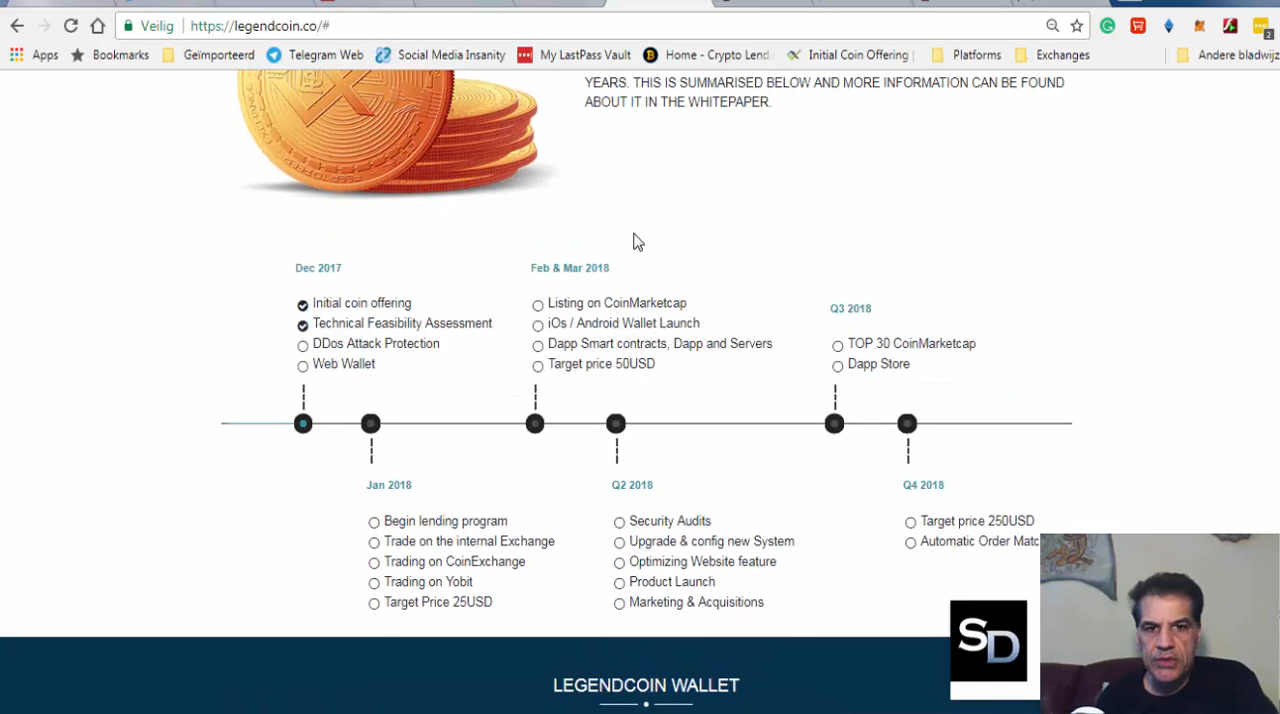 Veilig https://legendcoin.co/#
Apps Bookmarks Geïmporteerd Telegram Web Social Media Insanity My LastPass Vault Home - Crypto Lendi Initial Coin Offering Platforms Exchanges Andere bladwij
2
YEARS. THIS IS SUMMARISED BELOW AND MORE INFORMATION CAN BE FOUND
ABOUT IT IN THE WHITEPAPER.
Dec 2017
Initial coin offering
Technical Feasibility Assessment
DDos Attack Protection
Web Wallet
Feb & Mar 2018
Listing on CoinMarketcap
iOs / Android Wallet Launch
Dapp Smart contracts, Dapp and Servers
Target price 50USD
Q3 2018
TOP 30 CoinMarketcap
Dapp Store
Jan 2018
Begin lending program
Trade on the internal Exchange
Trading on CoinExchange
Trading on Yobit
Target Price 25USD
Q2 2018
Security Audits
Upgrade & config new System
Optimizing Website feature
Product Launch
Marketing & Acquisitions
Q4 2018
Target price 250USD
Automatic Order Matc
SD
LEGENDCOIN WALLET